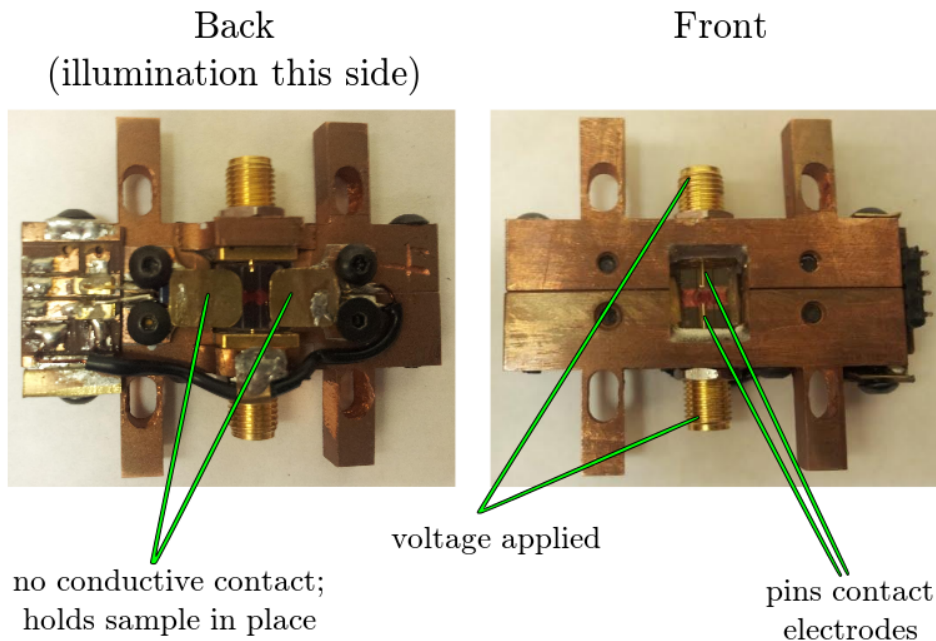 Back
(illumination this side)
Front
voltage applied
no conductive contact;
holds sample in place
pins contact
electrodes